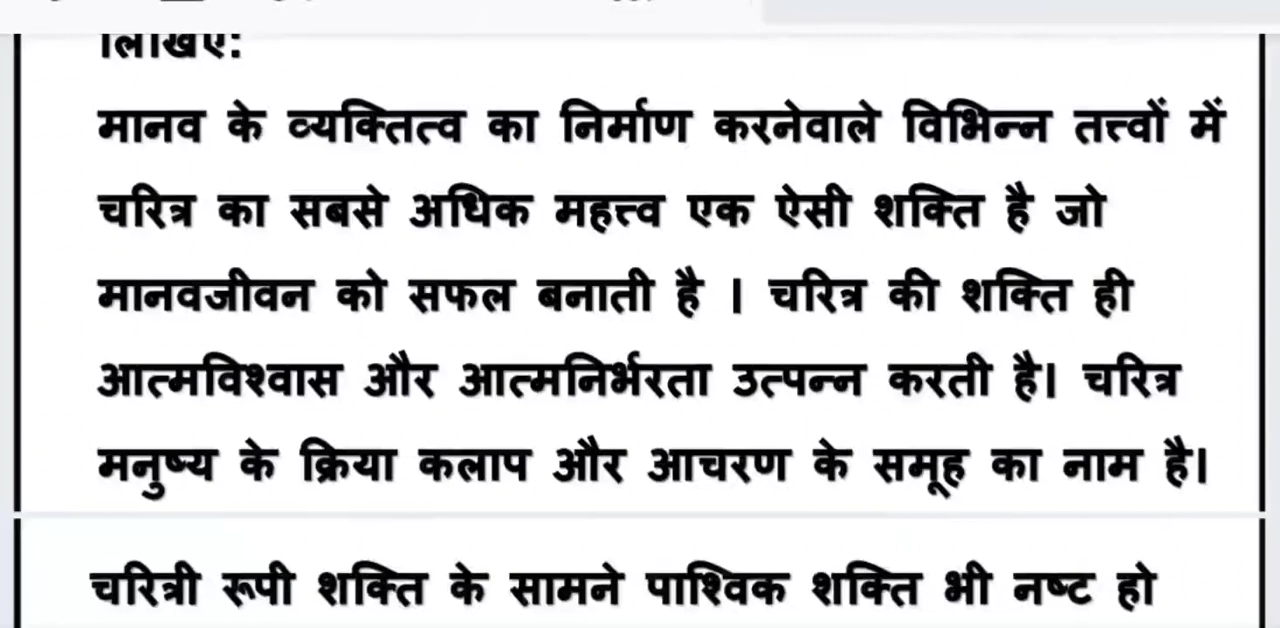 लिखिए:
मानव के व्यक्तित्व का निर्माण करनेवाले विभिन्न तत्त्वों में
चरित्र का सबसे अधिक महत्त्व एक ऐसी शक्ति है जो
मानवजीवन को सफल बनाती है । चरित्र की शक्ति ही
आत्मविश्वास और आत्मनिर्भरता उत्पन्न करती है। चरित्र
मनुष्य के क्रिया कलाप और आचरण के समूह का नाम है।
चरित्री रूपी शक्ति के सामने पाश्विक शक्ति भी नष्ट हो